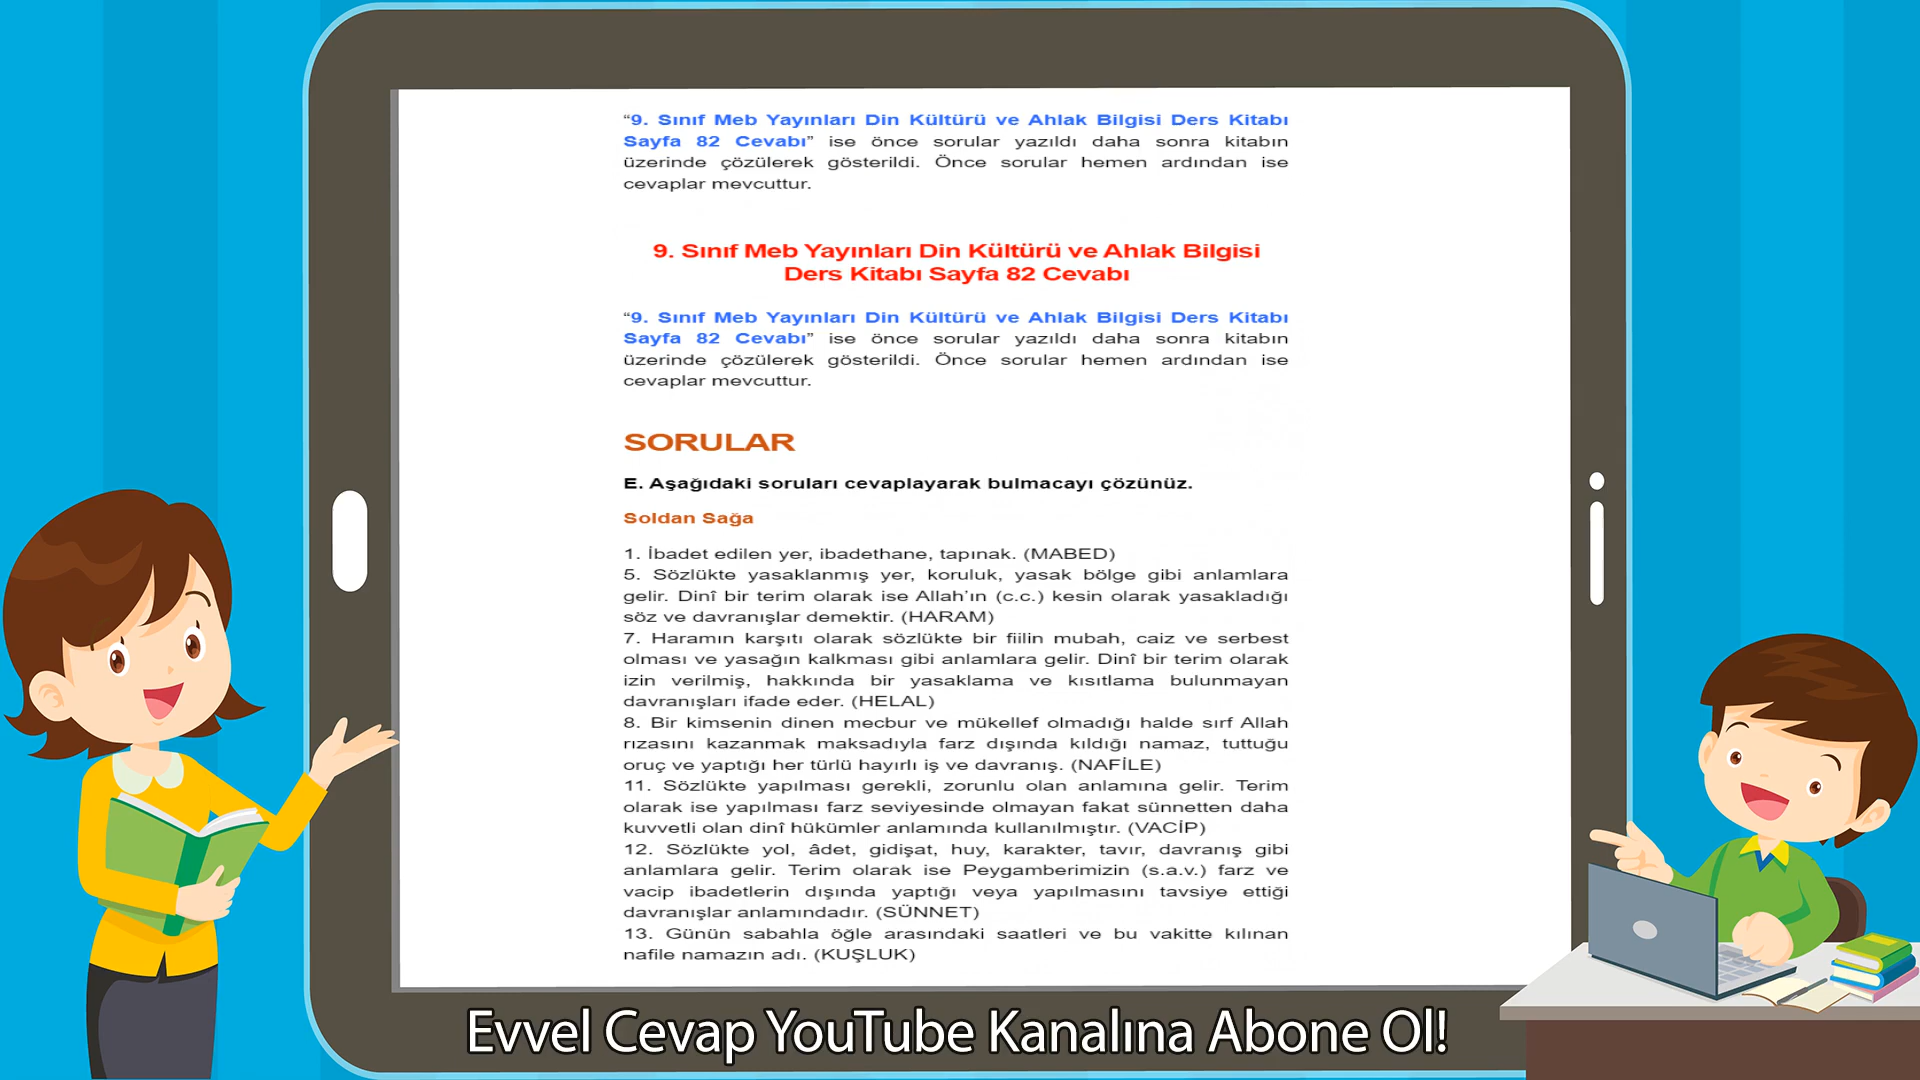 “9. Sınıf Meb Yayınları Din Kültürü ve Ahlak Bilgisi Ders Kitabı
Sayfa 82 Cevabı” ise önce sorular yazıldı daha sonra kitabın
üzerinde çözülerek gösterildi. Önce sorular hemen ardından ise
cevaplar mevcuttur.
9. Sınıf Meb Yayınları Din Kültürü ve Ahlak Bilgisi
Ders Kitabı Sayfa 82 Cevabı
“9. Sınıf Meb Yayınları Din Kültürü ve Ahlak Bilgisi Ders Kitabı
Sayfa 82 Cevabı” ise önce sorular yazıldı daha sonra kitabın
üzerinde çözülerek gösterildi. Önce sorular hemen ardından ise
cevaplar mevcuttur.
SORULAR
E. Aşağıdaki soruları cevaplayarak bulmacayı çözünüz.
Soldan Sağa
1. İbadet edilen yer, ibadethane, tapınak. (MABED)
5. Sözlükte yasaklanmış yer, koruluk, yasak bölge gibi anlamlara
gelir. Dinî bir terim olarak ise Allah’ın (c.c.) kesin olarak yasakladığı
söz ve davranışlar demektir. (HARAM)
7. Haramın karşıtı olarak sözlükte bir fiilin mubah, caiz ve serbest
olması ve yasağın kalkması gibi anlamlara gelir. Dinî bir terim olarak
izin verilmiş, hakkında bir yasaklama ve kısıtlama bulunmayan
davranışları ifade eder. (HELAL)
8. Bir kimsenin dinen mecbur ve mükellef olmadığı halde sırf Allah
rızasını kazanmak maksadıyla farz dışında kıldığı namaz, tuttuğu
oruç ve yaptığı her türlü hayırlı iş ve davranış. (NAFİLE)
11. Sözlükte yapılması gerekli, zorunlu olan anlamına gelir. Terim
olarak ise yapılması farz seviyesinde olmayan fakat sünnetten daha
kuvvetli olan dinî hükümler anlamında kullanılmıştır. (VACİP)
12. Sözlükte yol, âdet, gidişat, huy, karakter, tavır, davranış gibi
anlamlara gelir. Terim olarak ise Peygamberimizin (s.a.v.) farz ve
vacip ibadetlerin dışında yaptığı veya yapılmasını tavsiye ettiği
davranışlar anlamındadır. (SÜNNET)
13. Günün sabahla öğle arasındaki saatleri ve bu vakitte kılınan
nafile namazın adı. (KUŞLUK)
Evvel Cevap YouTube Kanalına Abone Ol!